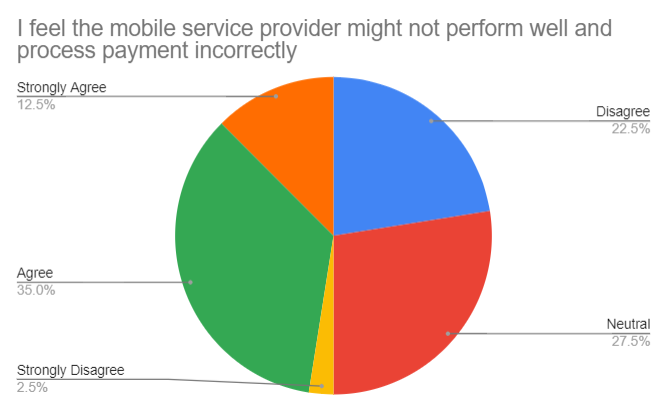 I feel the mobile service provider might not perform well and
process payment incorrectly
Strongly Agree
12.5%
Disagree
22.5%
Agree
35.0%
Neutral
27.5%
Strongly Disagree
2.5%